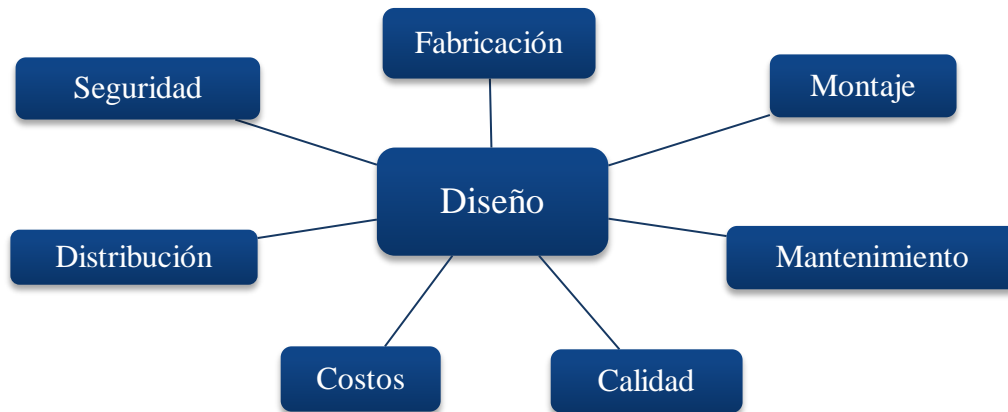 Fabricación
Seguridad
Montaje
Diseño
Distribución
Mantenimiento
Costos
Calidad